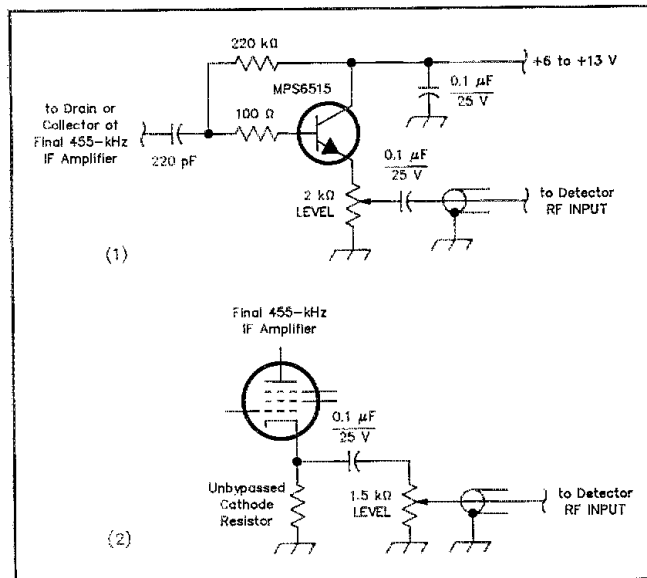 220 kΩ
MPS6515
+6 to +13 V
0.1 µF
25 V
to Drain or
Collector of
Final 455-kHz
IF Amplifier
220 pF
100 Ω
0.1 µF
25 V
2 kΩ
LEVEL
to Detector
RF INPUT
(1)
Final 455-kHz
IF Amplifier
0.1 µF
25 V
Unbypassed
Cathode
Resistor
1.5 kΩ
LEVEL
to Detector
RF INPUT
(2)